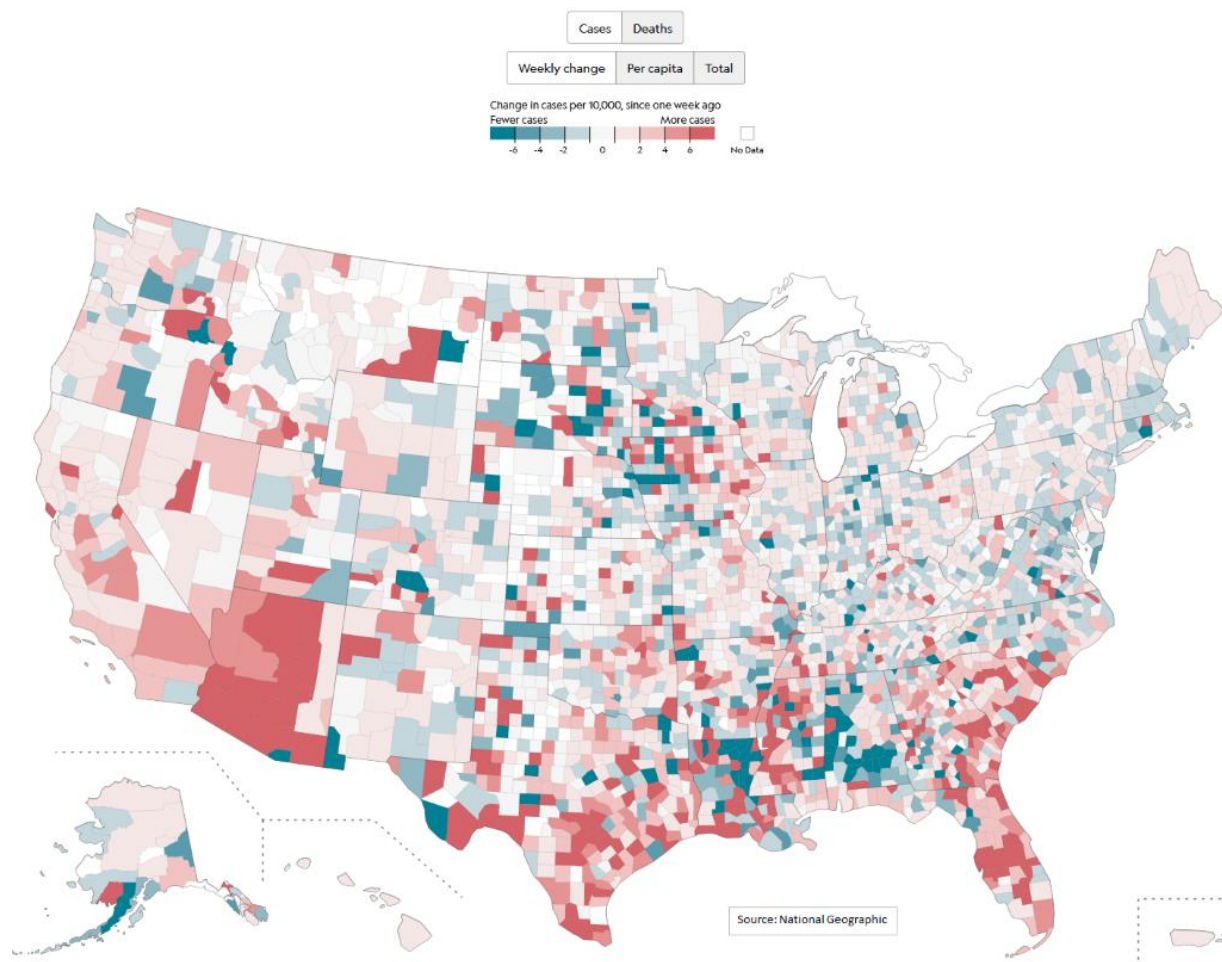 Cases Deaths
Weekly change Per capita Total
Change in cases per 10,000, since one week ago
Fewer cases More cases
-6 -4 -2 0 2 4 6 No Data
Source: National Geographic